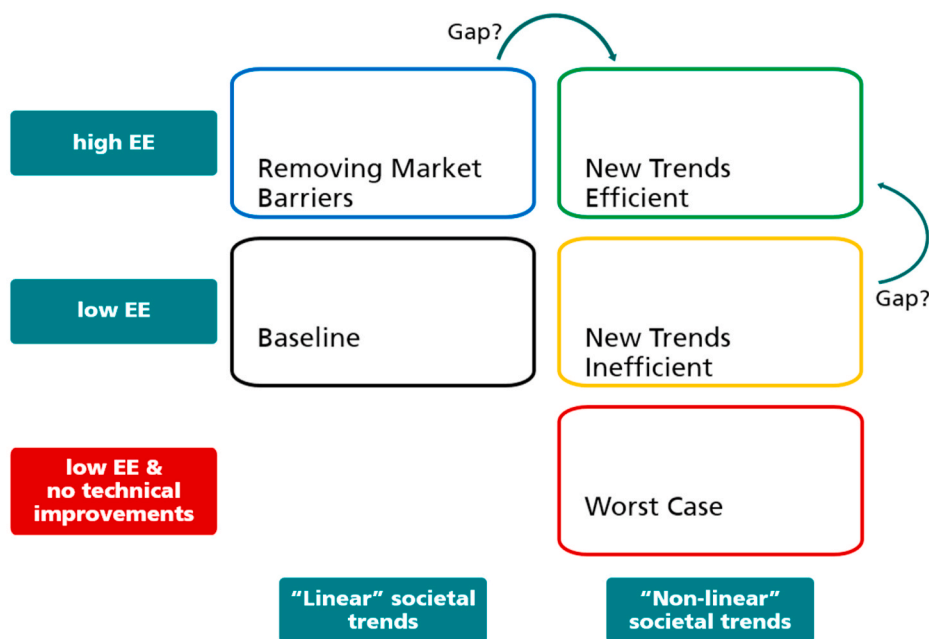 Gap?
high EE
Removing Market
Barriers
New Trends
Efficient
low EE
Baseline
New Trends
Inefficient
Gap?
low EE &
no technical
improvements
Worst Case
“Linear” societal
trends
“Non-linear”
societal trends